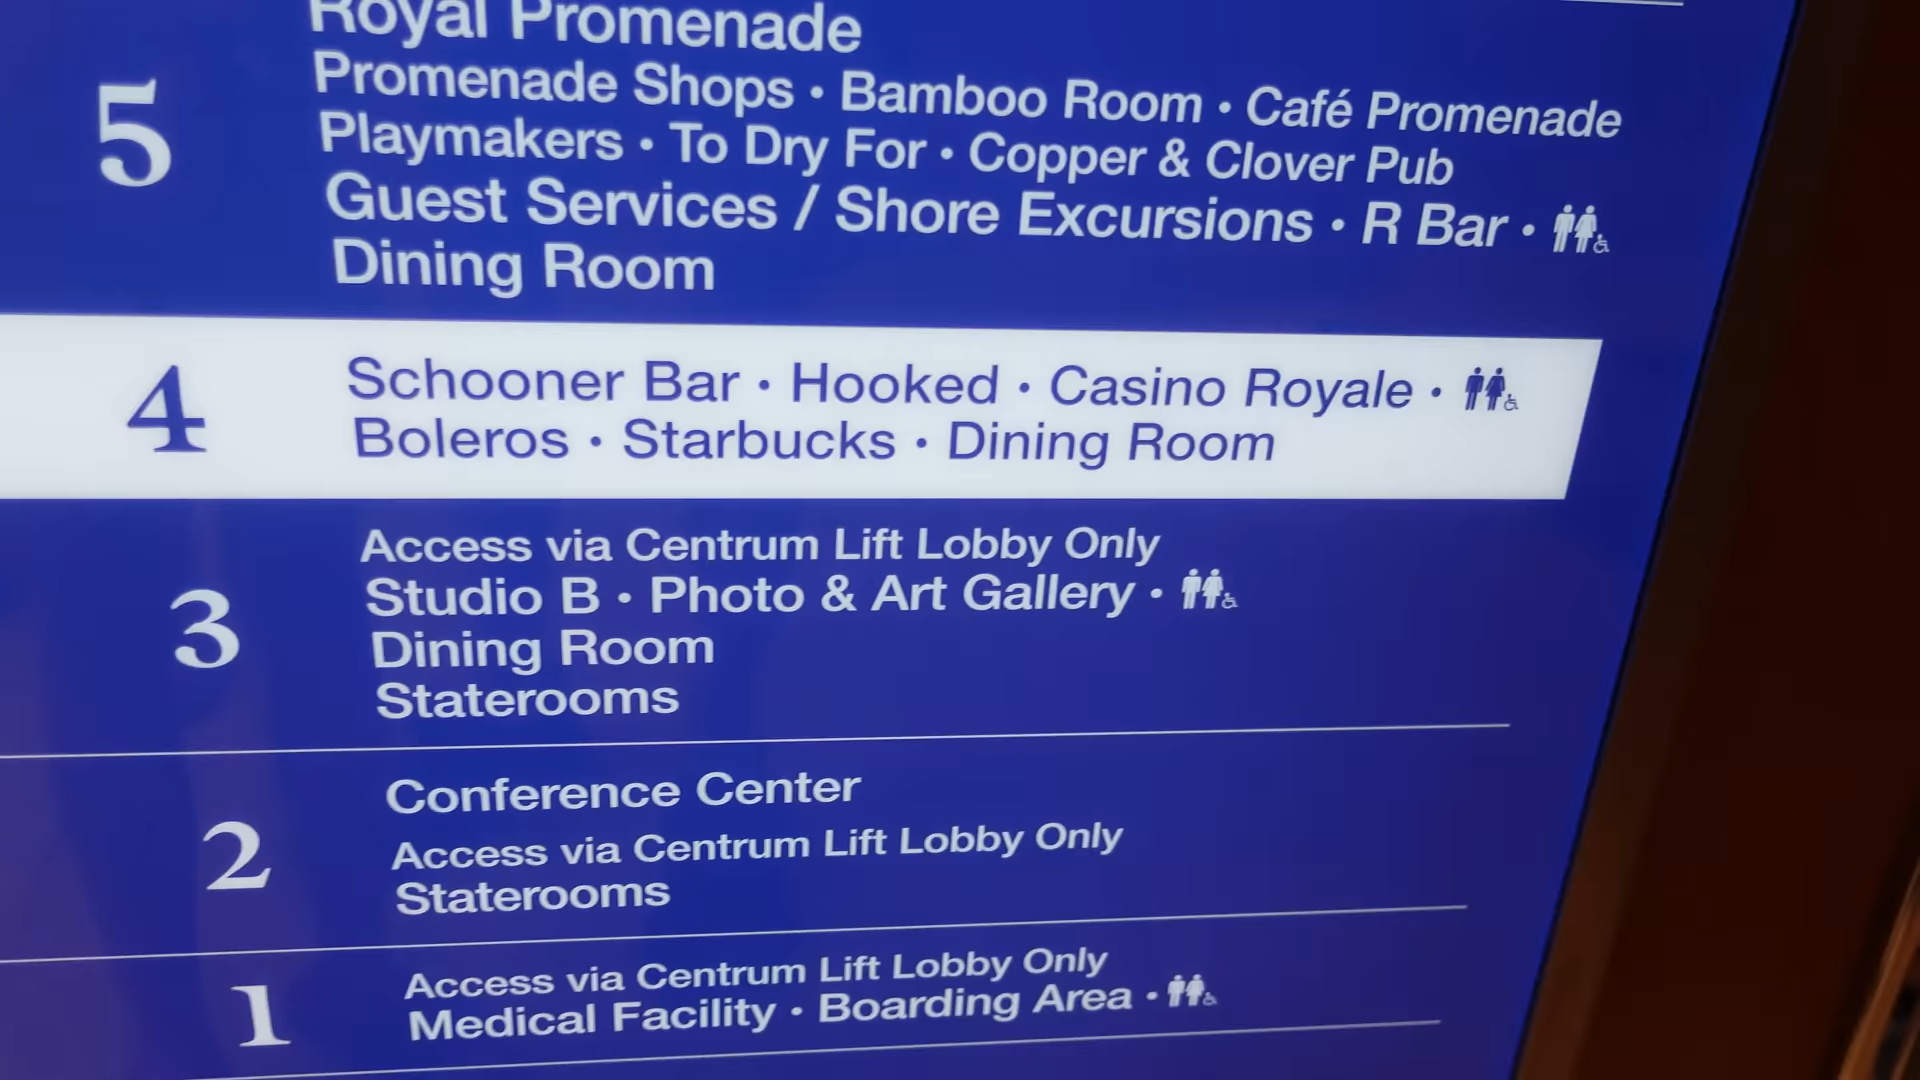 Royal Promenade
5
Promenade Shops • Bamboo Room • Café Promenade
Playmakers • To Dry For • Copper & Clover Pub
Guest Services / Shore Excursions • R Bar •
Dining Room
4
Schooner Bar • Hooked • Casino Royale •
Boleros • Starbucks • Dining Room
3
Access via Centrum Lift Lobby Only
Studio B • Photo & Art Gallery •
Dining Room
Staterooms
2
Conference Center
Access via Centrum Lift Lobby Only
Staterooms
1
Access via Centrum Lift Lobby Only
Medical Facility • Boarding Area •